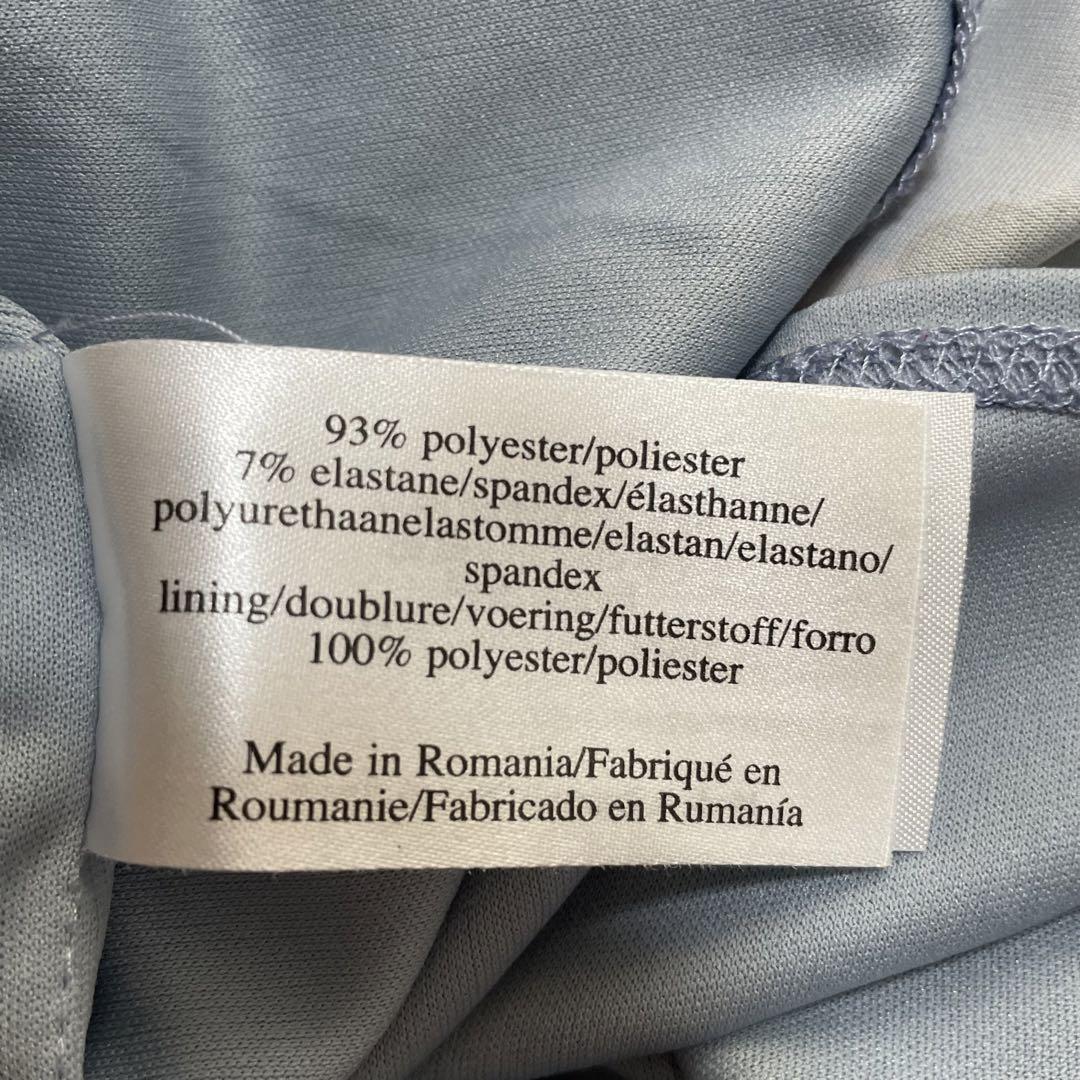 93% polyester/poliester
7% elastane/spandex/élasthanne/
polyurethaanelastomme/elastan/elastano/
spandex
lining/doublure/voering/futterstoff/forro
100% polyester/poliester
Made in Romania/Fabriqué en
Roumanie/Fabricado en Rumanía